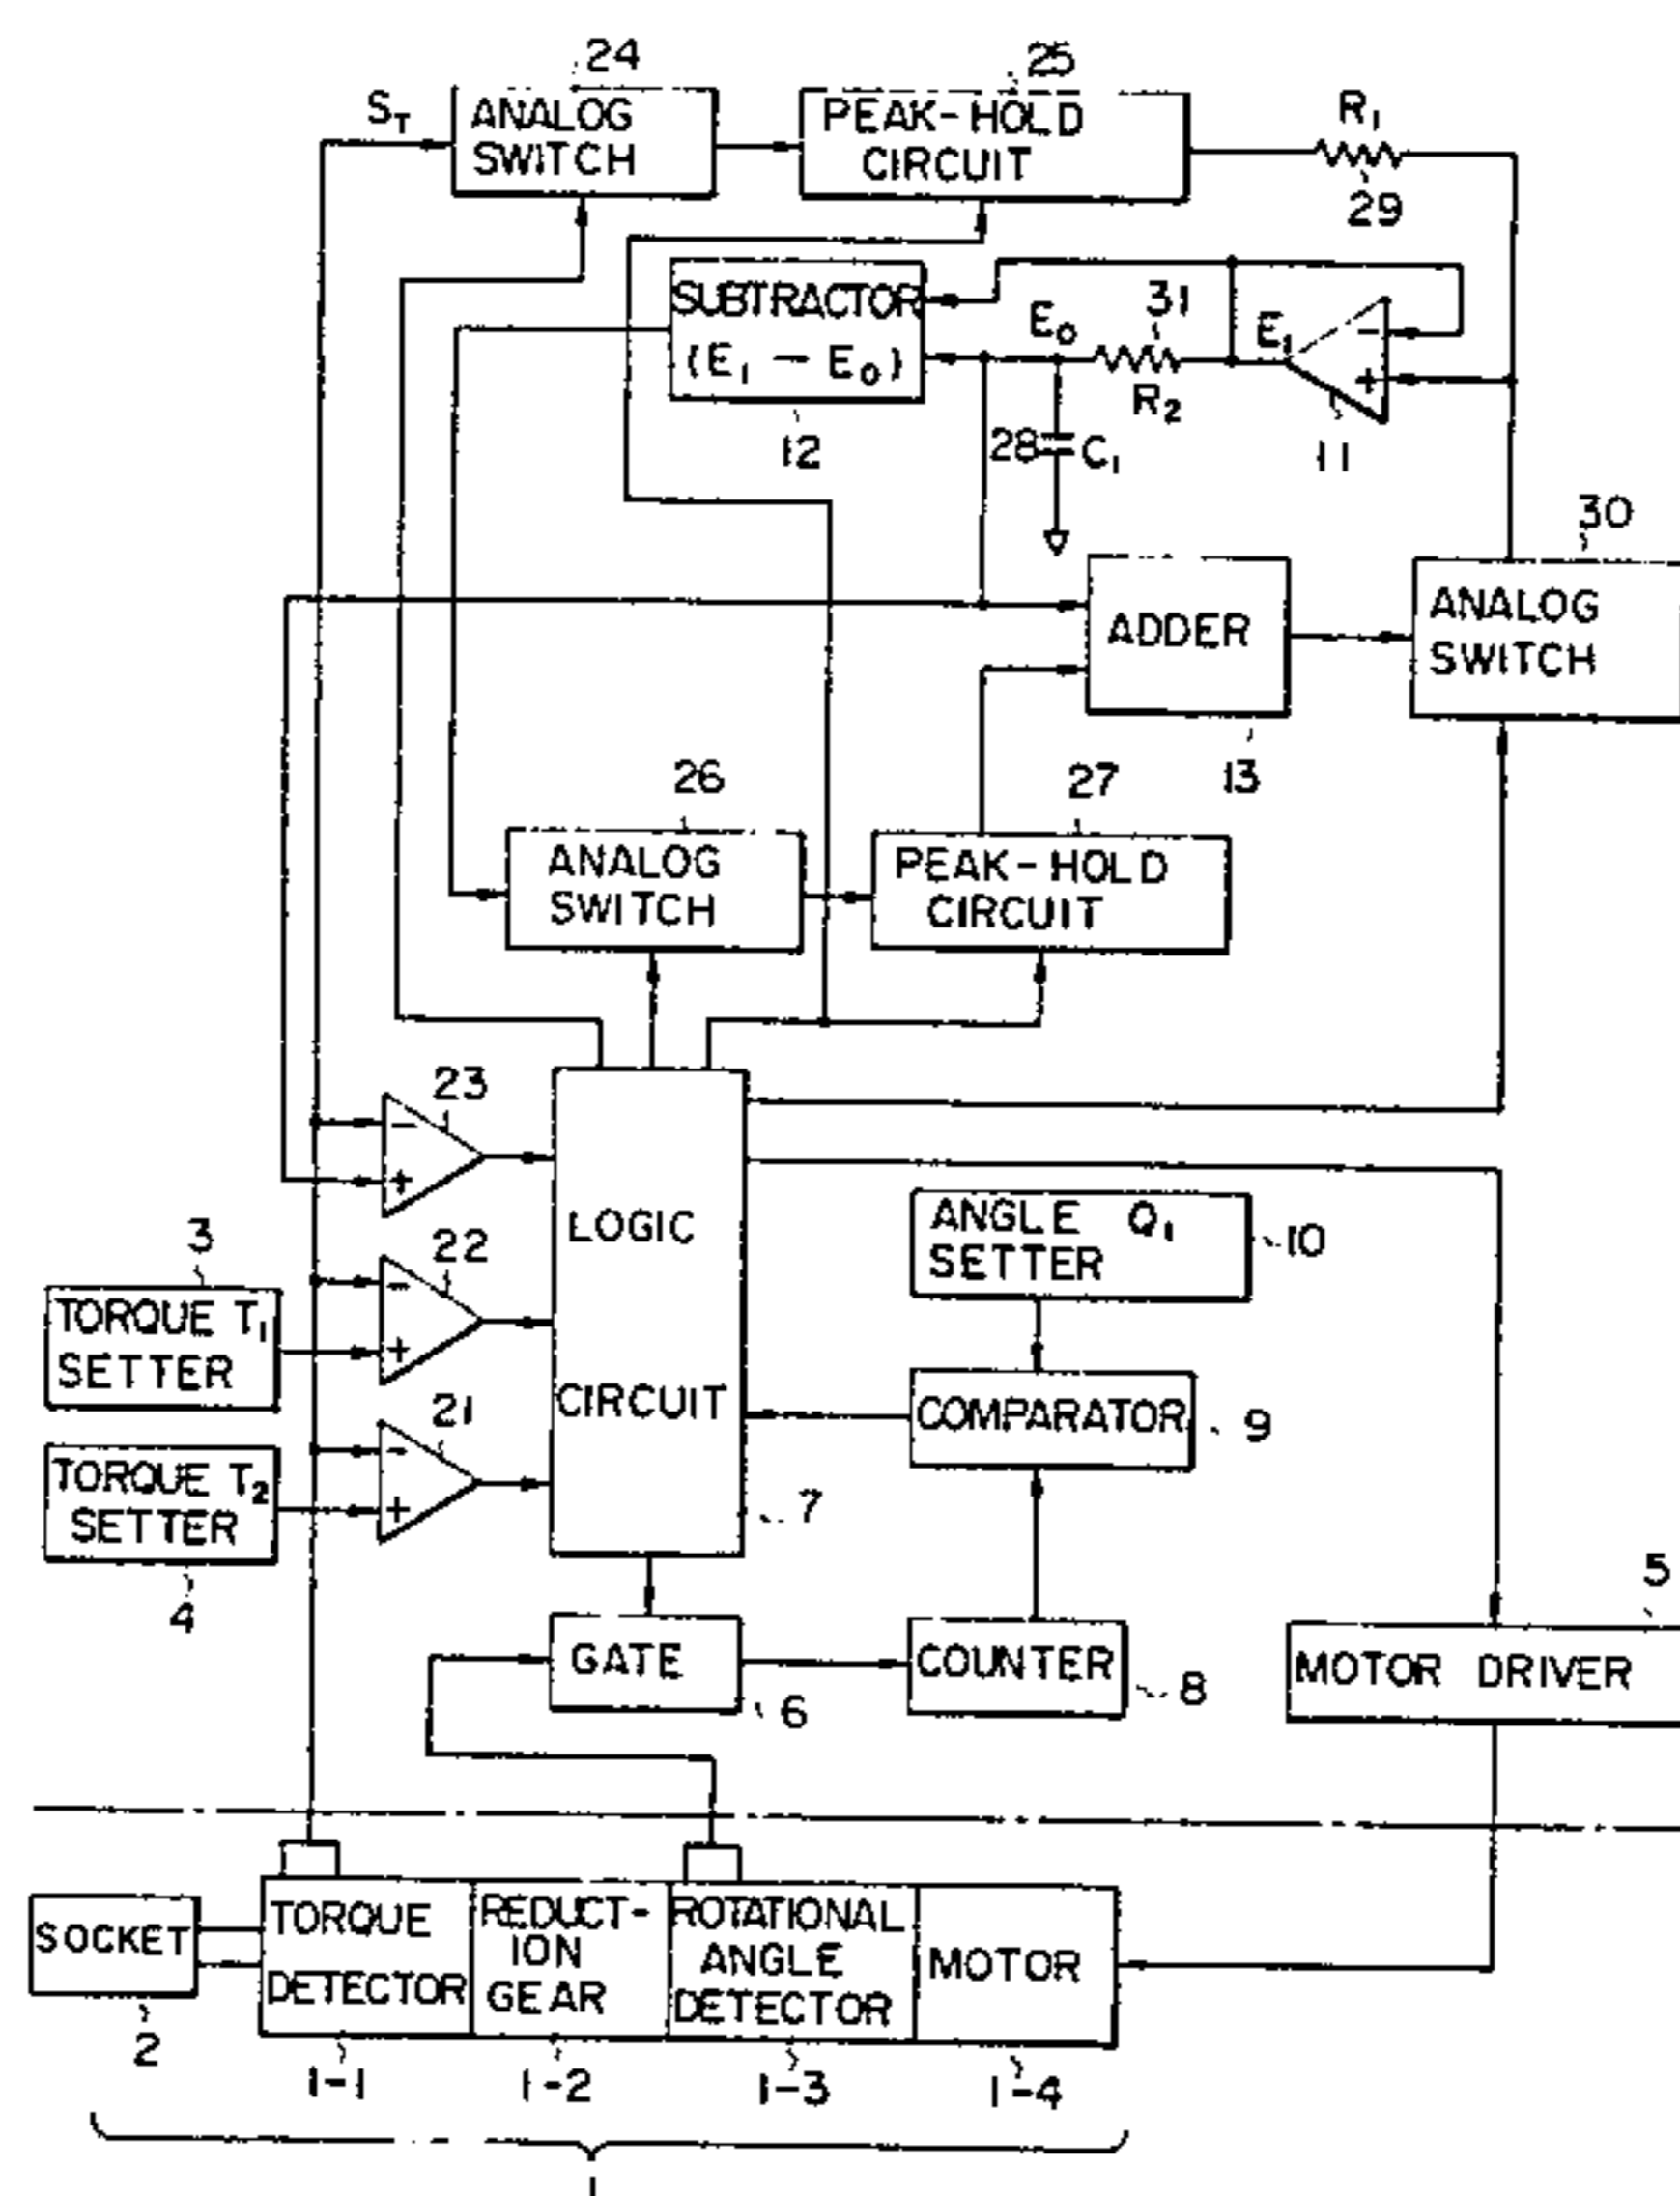 24
25
S_T
ANALOG
SWITCH
PEAK-HOLD
CIRCUIT
R_1
29
SUBTRACTOR
(E_1 - E_0)
12
E_0
31
R_2
E_1
-
+
11
28
C_1
30
ADDER
13
ANALOG
SWITCH
26
ANALOG
SWITCH
27
PEAK-HOLD
CIRCUIT
23
-
+
LOGIC
CIRCUIT
7
ANGLE Q_1
SETTER
10
3
TORQUE T_1
SETTER
22
-
+
COMPARATOR
9
TORQUE T_2
SETTER
4
21
-
+
GATE
6
COUNTER
8
5
MOTOR DRIVER
SOCKET
2
TORQUE
DETECTOR
1-1
REDUCT-
ION
GEAR
1-2
ROTATIONAL
ANGLE
DETECTOR
1-3
MOTOR
1-4
1